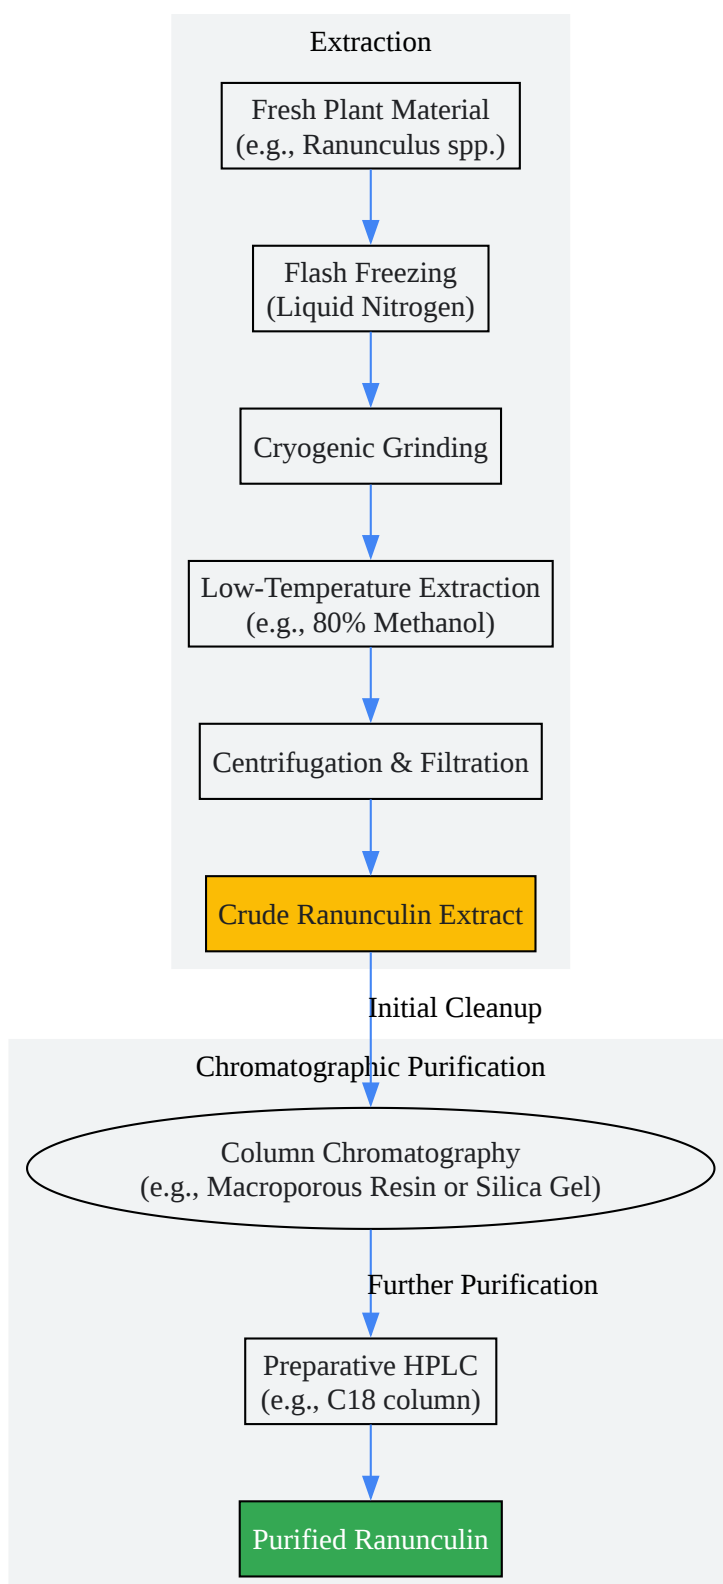 Extraction
Fresh Plant Material
(e.g., Ranunculus spp.)
Flash Freezing
(Liquid Nitrogen)
Cryogenic Grinding
Low-Temperature Extraction
(e.g., 80% Methanol)
Centrifugation & Filtration
Crude Ranunculin Extract
Initial Cleanup
Chromatographic Purification
Column Chromatography
(e.g., Macroporous Resin or Silica Gel)
Further Purification
Preparative HPLC
(e.g., C18 column)
Purified Ranunculin